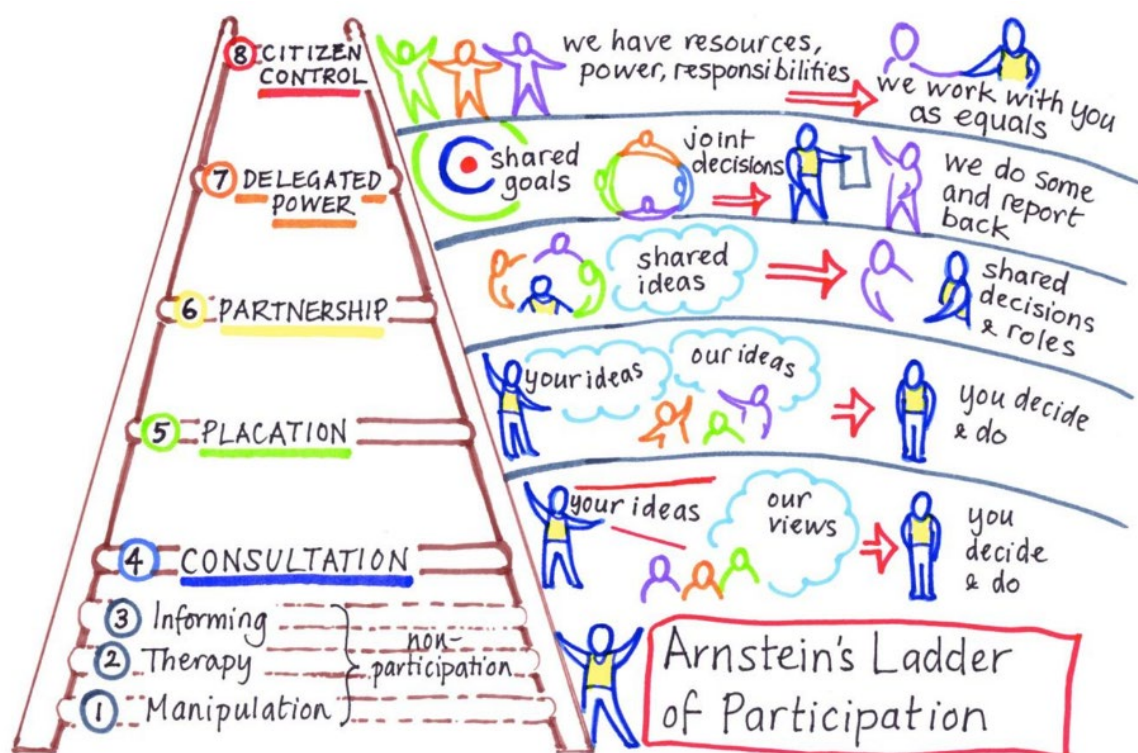 8 CITIZEN
CONTROL
we have resources,
power, responsibilities
we work with you
as equals
7 DELEGATED
POWER
shared
goals
joint
decisions
we do some
and report
back
6 PARTNERSHIP
shared
ideas
shared
decisions
& roles
5 PLACATION
your ideas
our ideas
you decide
& do
4 CONSULTATION
your ideas
our
views
you
decide
& do
3 Informing
2 Therapy
1 Manipulation
non-
participation
Arnstein's Ladder
of Participation